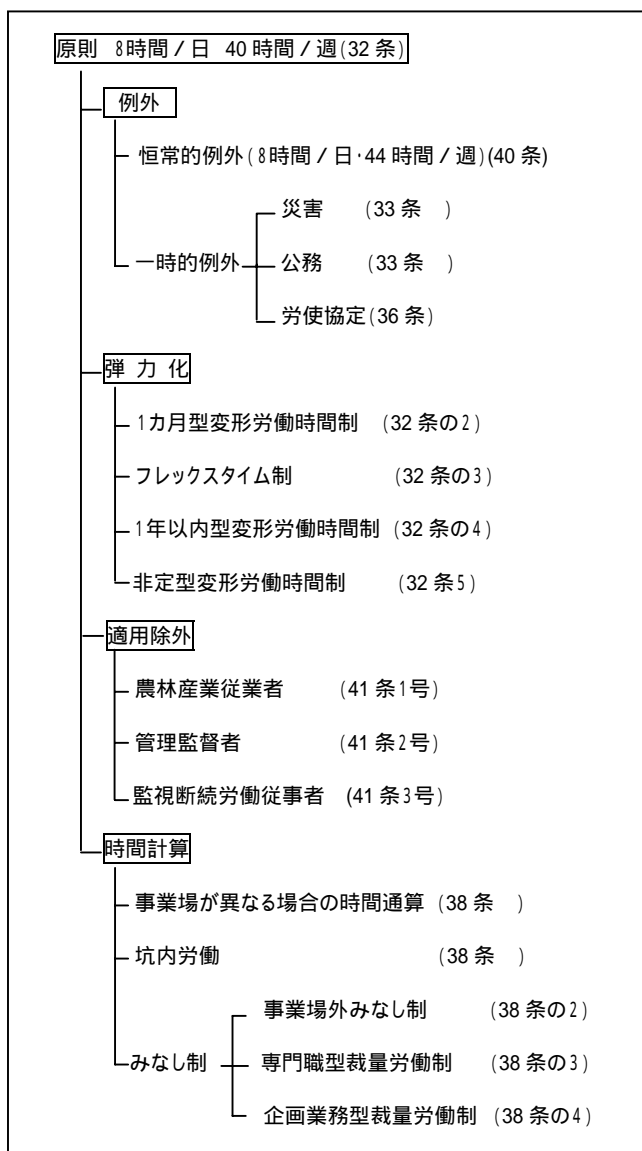 原則 8時間/日 40時間/週(32条)
例外
恒常的例外(8時間/日・44時間/週)(40条)
災害 (33条 )
一時的例外 公務 (33条 )
労使協定(36条)
弾力化
1カ月型変形労働時間制 (32条の2)
フレックスタイム制 (32条の3)
1年以内型変形労働時間制 (32条の4)
非定型変形労働時間制 (32条5)
適用除外
農林産業従業者 (41条1号)
管理監督者 (41条2号)
監視断続労働従事者 (41条3号)
時間計算
事業場が異なる場合の時間通算 (38条 )
坑内労働 (38条 )
事業場外みなし制 (38条の2)
みなし制 専門職型裁量労働制 (38条の3)
企画業務型裁量労働制 (38条の4)